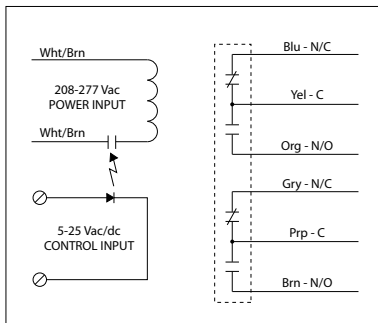 Wht/Brn
208-277 Vac
POWER INPUT
Wht/Brn
5-25 Vac/dc
CONTROL INPUT
Blu - N/C
Yel - C
Org - N/O
Gry - N/C
Prp - C
Brn - N/O